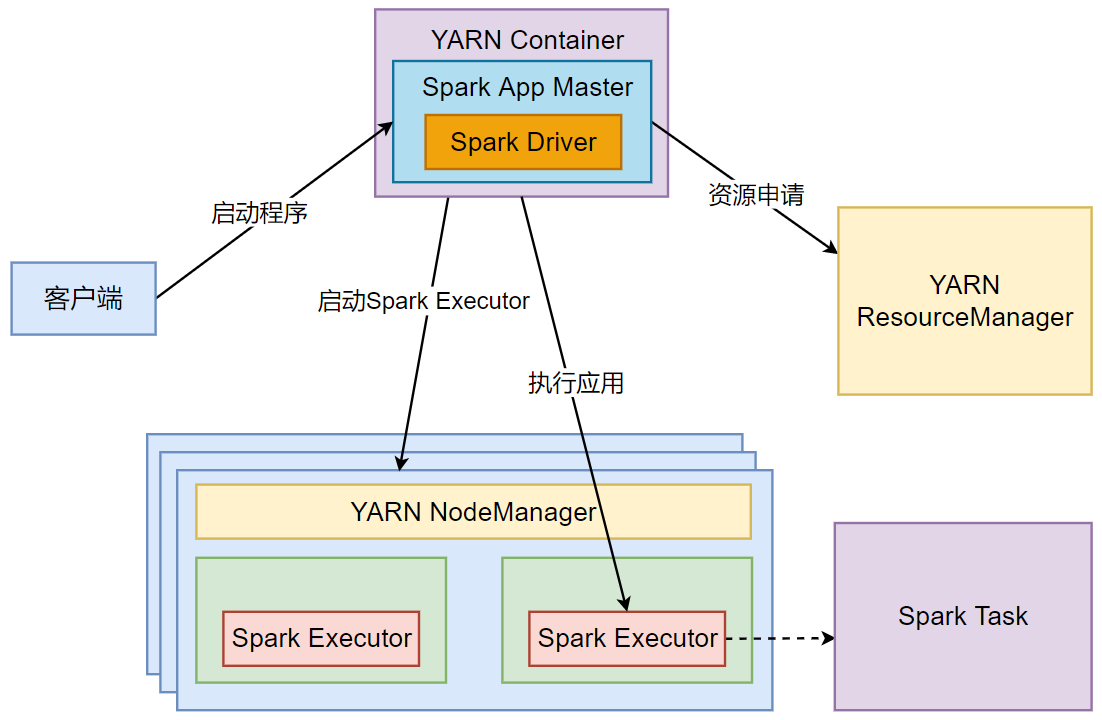 YARN Container
Spark App Master
Spark Driver
启动程序
资源申请
客户端
启动Spark Executor
YARN
ResourceManager
执行应用
YARN NodeManager
Spark Executor
Spark Executor
Spark Task